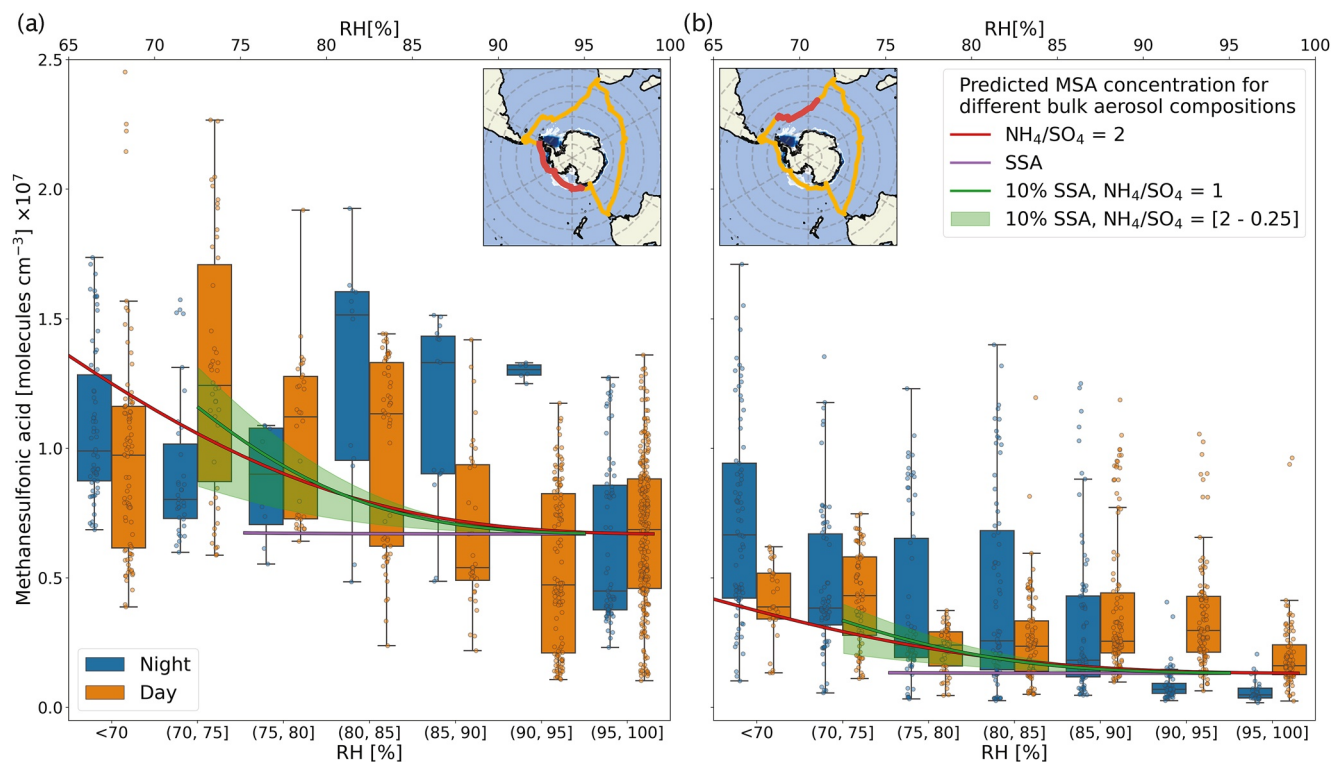 (a)
RH[%]
65 70 75 80 85 90 95 100
Methanesulfonic acid [molecules cm⁻³] ×10⁷
2.5
2.0
1.5
1.0
0.5
0.0
Night
Day
<70 (70, 75] (75, 80] (80, 85] (85, 90] (90, 95] (95, 100]
RH [%]
(b)
RH[%]
65 70 75 80 85 90 95 100
Predicted MSA concentration for
different bulk aerosol compositions
NH₄/SO₄ = 2
SSA
10% SSA, NH₄/SO₄ = 1
10% SSA, NH₄/SO₄ = [2 - 0.25]
<70 (70, 75] (75, 80] (80, 85] (85, 90] (90, 95] (95, 100]
RH [%]